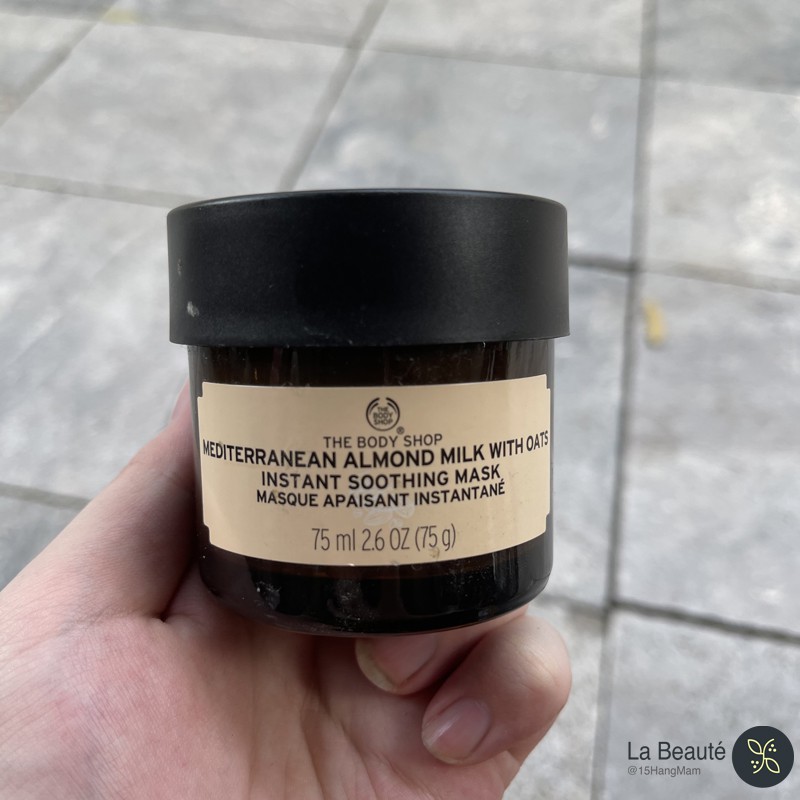 THE
BODY
SHOP
®
THE BODY SHOP
MEDITERRANEAN ALMOND MILK WITH OATS
INSTANT SOOTHING MASK
MASQUE APAISANT INSTANTANÉ
75 ml 2.6 OZ (75 g)
La Beauté
@15HangMam